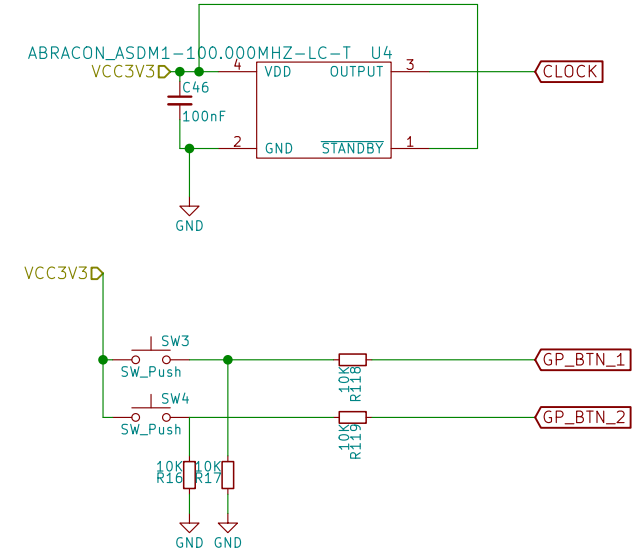 ABRACON_ASDM1-100.000MHZ-LC-T U4
VCC3V3
4 VDD OUTPUT 3
CLOCK
C46
100nF
2 GND STANDBY 1
GND
VCC3V3
SW3
SW_Push
10K
R118
GP_BTN_1
SW4
SW_Push
10K
R119
GP_BTN_2
10K
R16
10K
R17
GND
GND